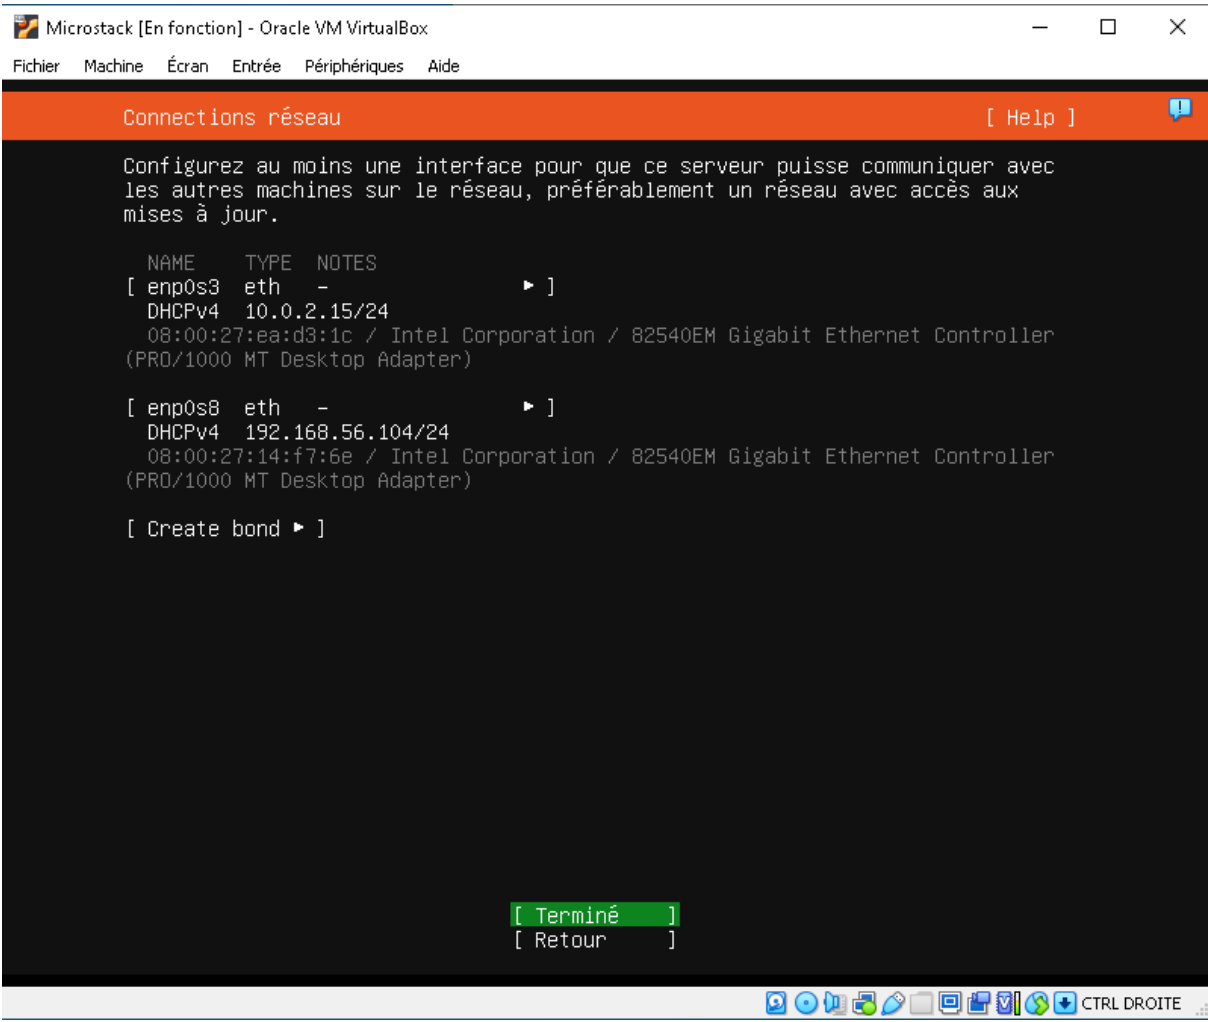 Microstack [En fonction] - Oracle VM VirtualBox
Fichier Machine Écran Entrée Périphériques Aide
Connections réseau [ Help ]
Configurez au moins une interface pour que ce serveur puisse communiquer avec
les autres machines sur le réseau, préférablement un réseau avec accès aux
mises à jour.
NAME TYPE NOTES
[ enp0s3 eth - ▸ ]
DHCPv4 10.0.2.15/24
08:00:27:ea:d3:1c / Intel Corporation / 82540EM Gigabit Ethernet Controller
(PRO/1000 MT Desktop Adapter)
[ enp0s8 eth - ▸ ]
DHCPv4 192.168.56.104/24
08:00:27:14:f7:6e / Intel Corporation / 82540EM Gigabit Ethernet Controller
(PRO/1000 MT Desktop Adapter)
[ Create bond ▸ ]
[ Terminé ]
[ Retour ]
CTRL DROITE